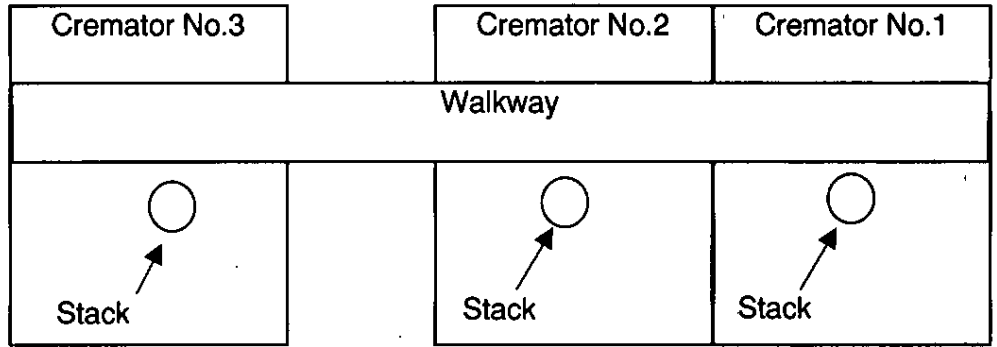 Cremator No.3
Cremator No.2
Cremator No.1
Walkway
Stack
Stack
Stack